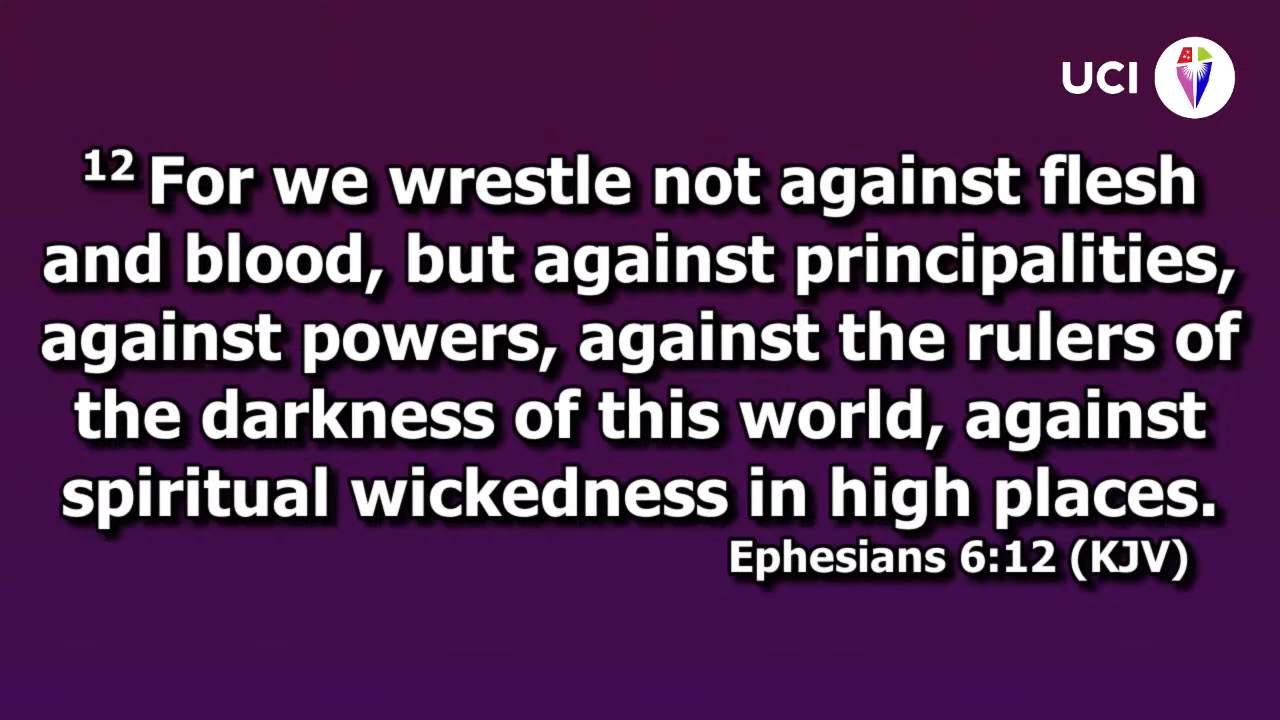 UCI
12 For we wrestle not against flesh
and blood, but against principalities,
against powers, against the rulers of
the darkness of this world, against
spiritual wickedness in high places.
Ephesians 6:12 (KJV)